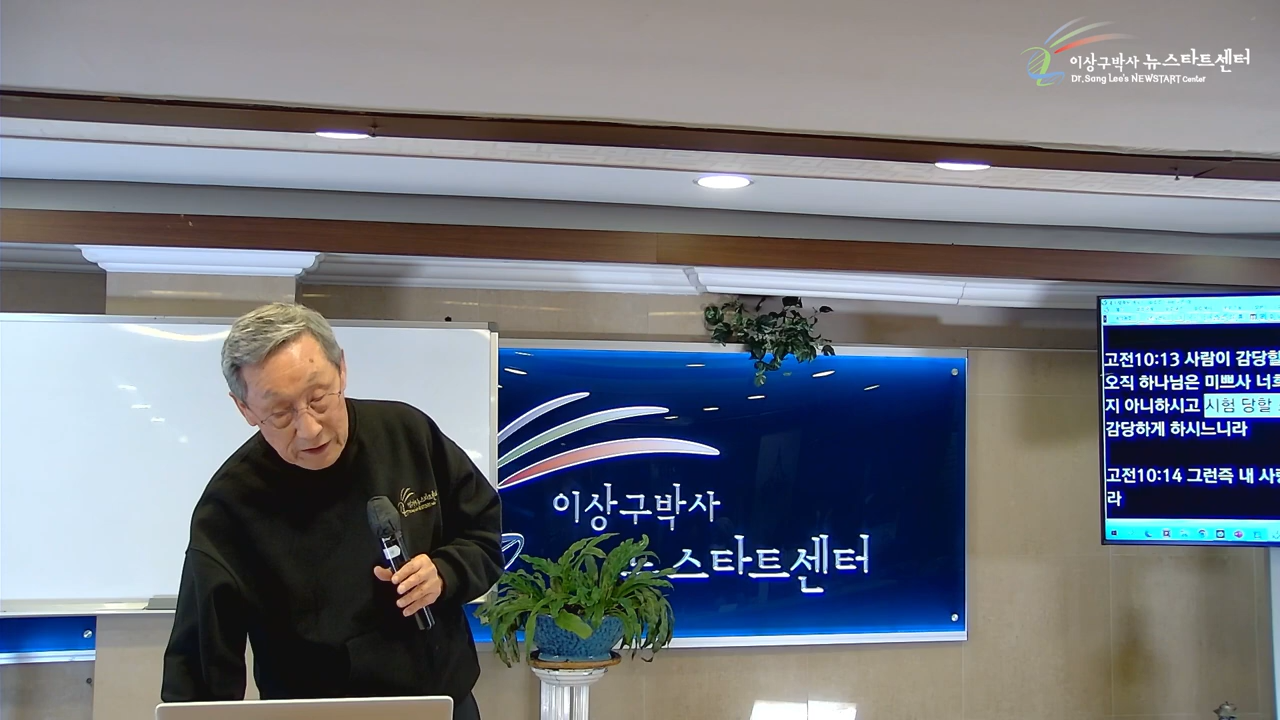 이상구박사 뉴스타트센터
Dr. Sang Lee's NEWSTART Center
고전10:13 사람이 감당할
오직 하나님은 미쁘사 너희
지 아니하시고 시험 당할
감당하게 하시느니라
고전10:14 그런즉 내 사랑
라
이상구박사
스타트센터